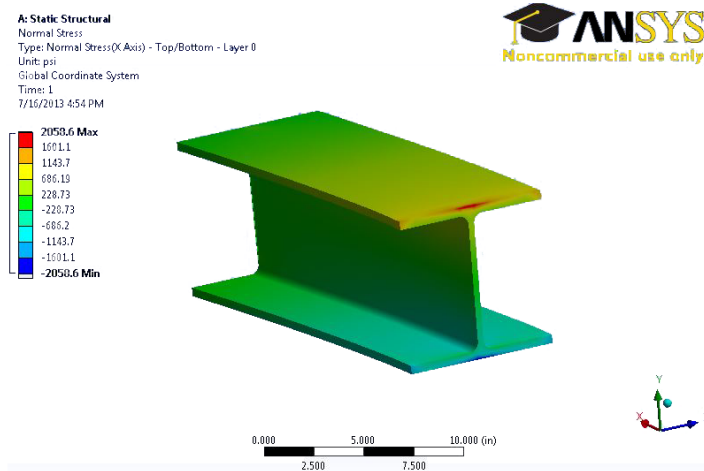 A: Static Structural
Normal Stress
Type: Normal Stress(X Axis) - Top/Bottom - Layer 0
Unit: psi
Global Coordinate System
Time: 1
7/16/2013 4:54 PM
ANSYS
Noncommercial use only
2058.6 Max
1601.1
1143.7
686.19
228.73
-228.73
-686.2
-1143.7
-1601.1
-2058.6 Min
Y
X
0.000 5.000 10.000 (in)
2.500 7.500